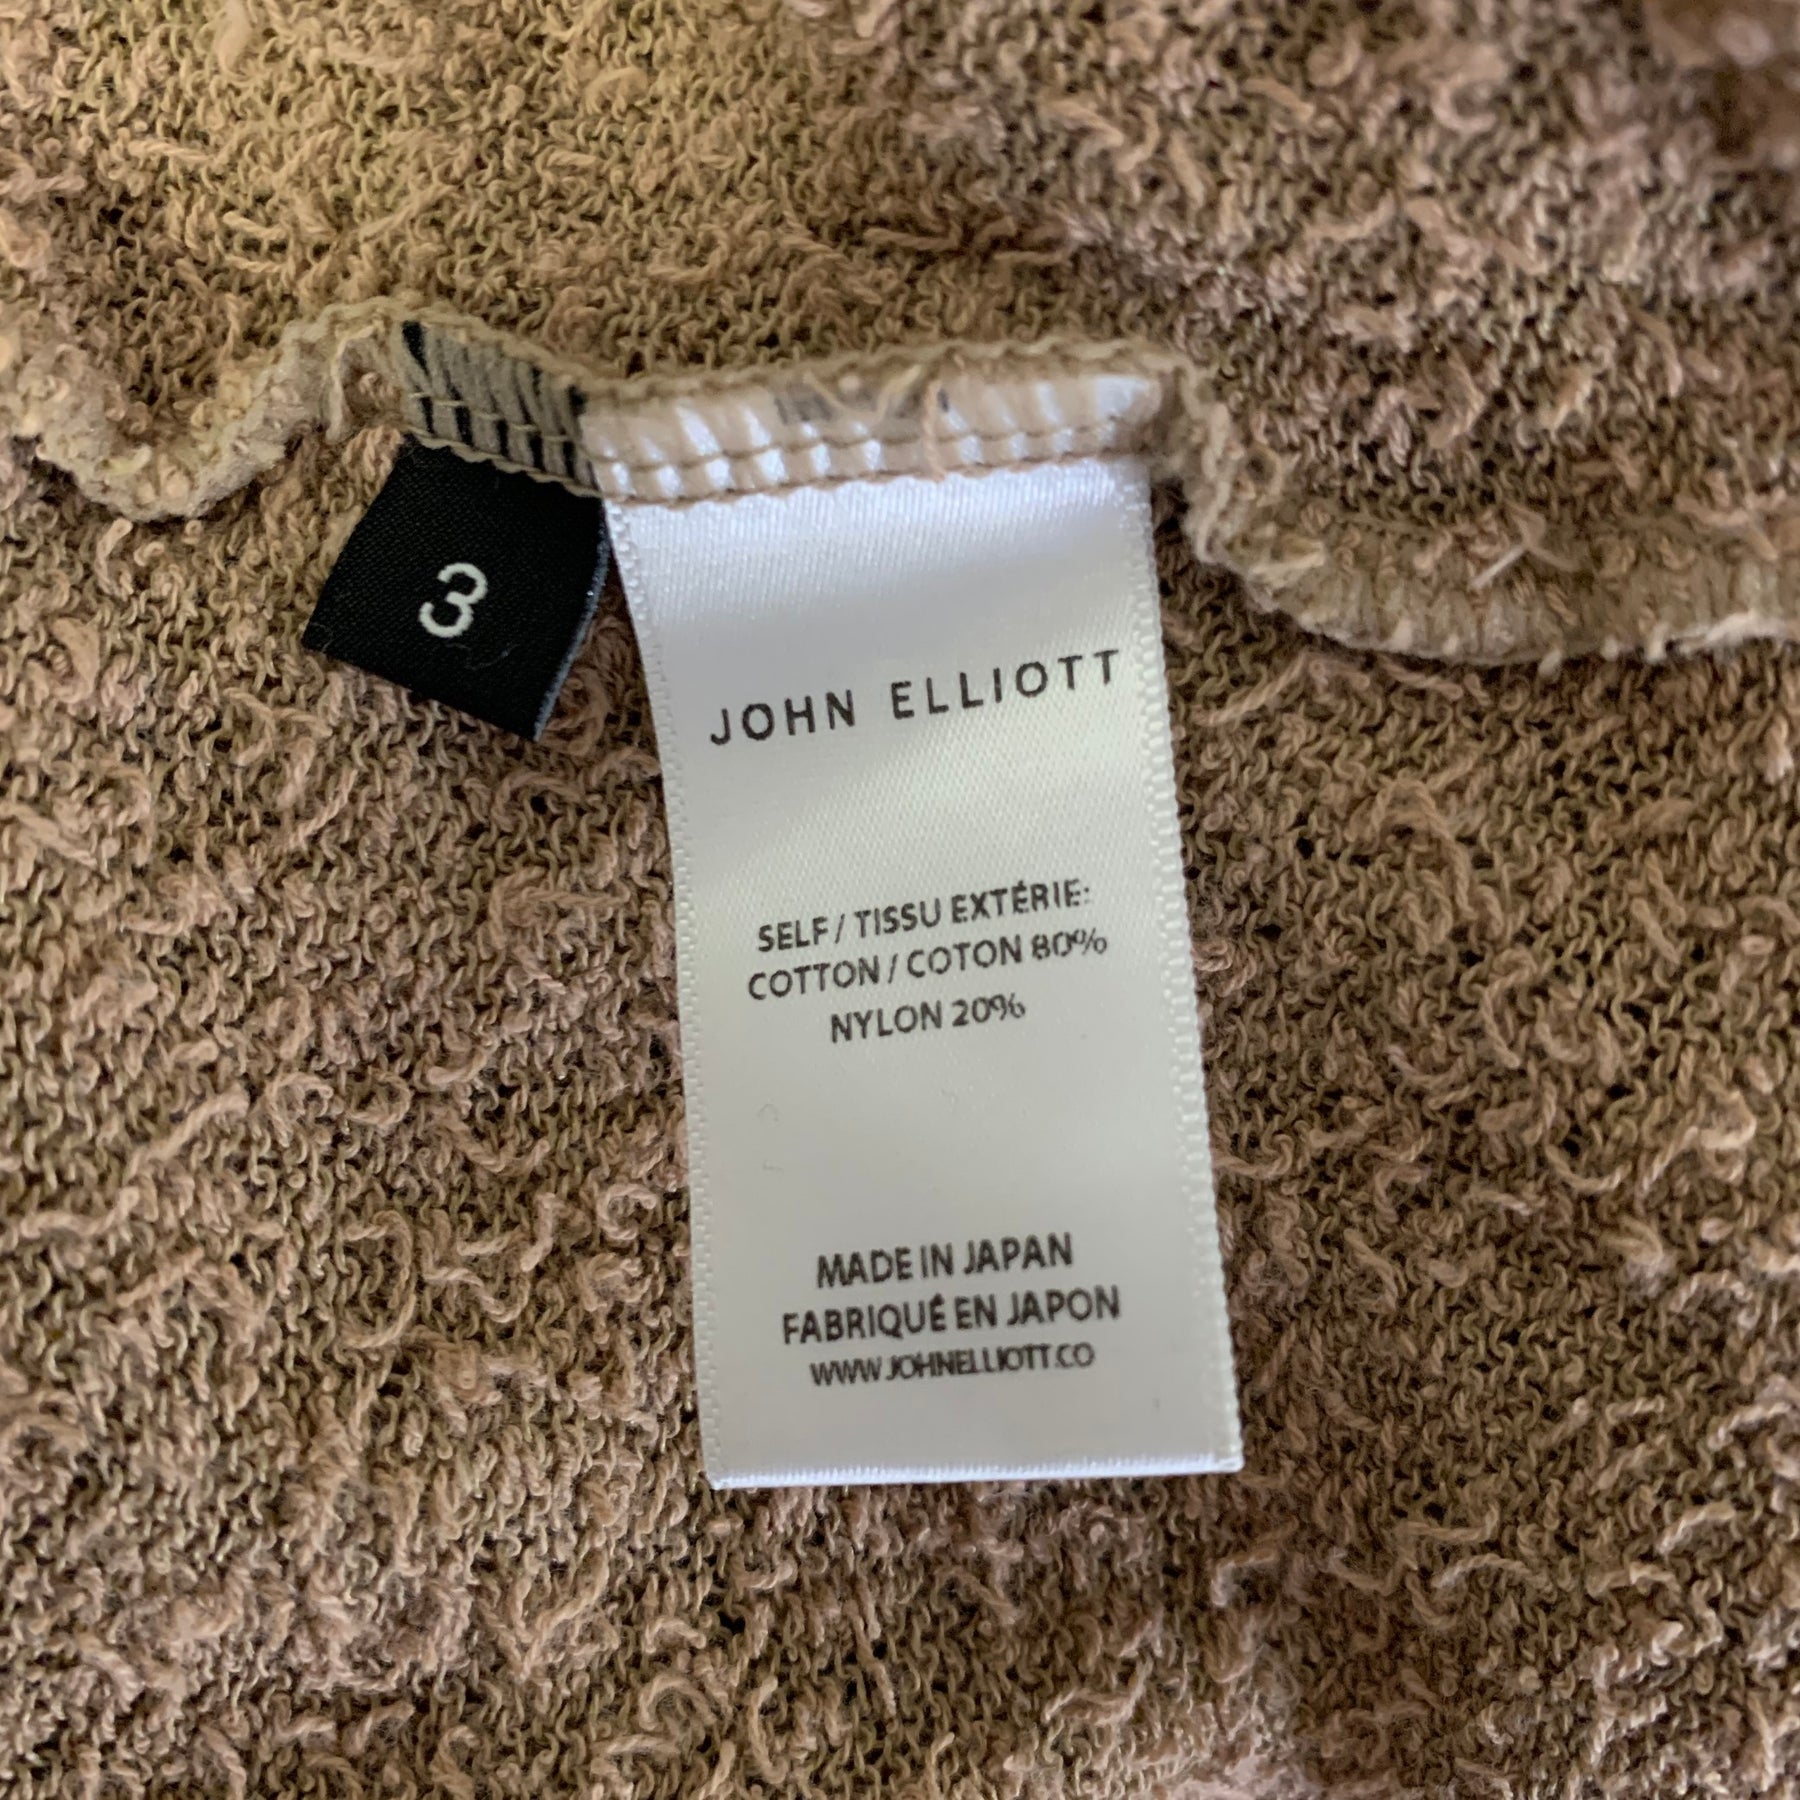 3
JOHN ELLIOTT
SELF / TISSU EXTÉRIE:
COTTON / COTON 80%
NYLON 20%
MADE IN JAPAN
FABRIQUÉ EN JAPON
WWW.JOHNELLIOTT.CO